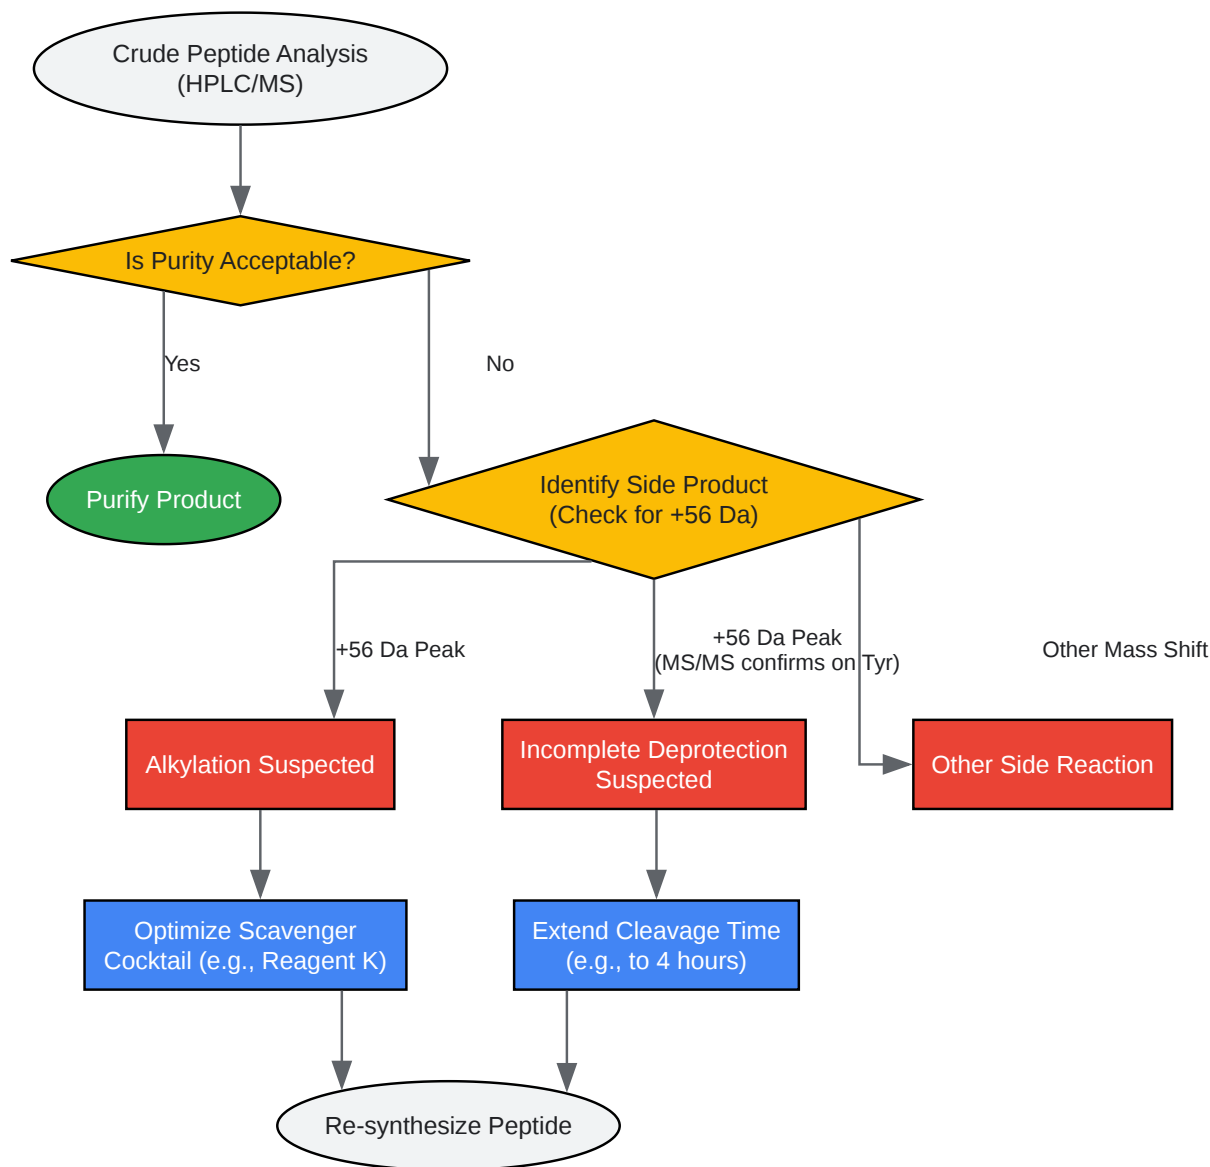 Crude Peptide Analysis
(HPLC/MS)
Is Purity Acceptable?
Yes
No
Purify Product
Identify Side Product
(Check for +56 Da)
+56 Da Peak
+56 Da Peak
(MS/MS confirms on Tyr)
Other Mass Shift
Alkylation Suspected
Incomplete Deprotection
Suspected
Other Side Reaction
Optimize Scavenger
Cocktail (e.g., Reagent K)
Extend Cleavage Time
(e.g., to 4 hours)
Re-synthesize Peptide